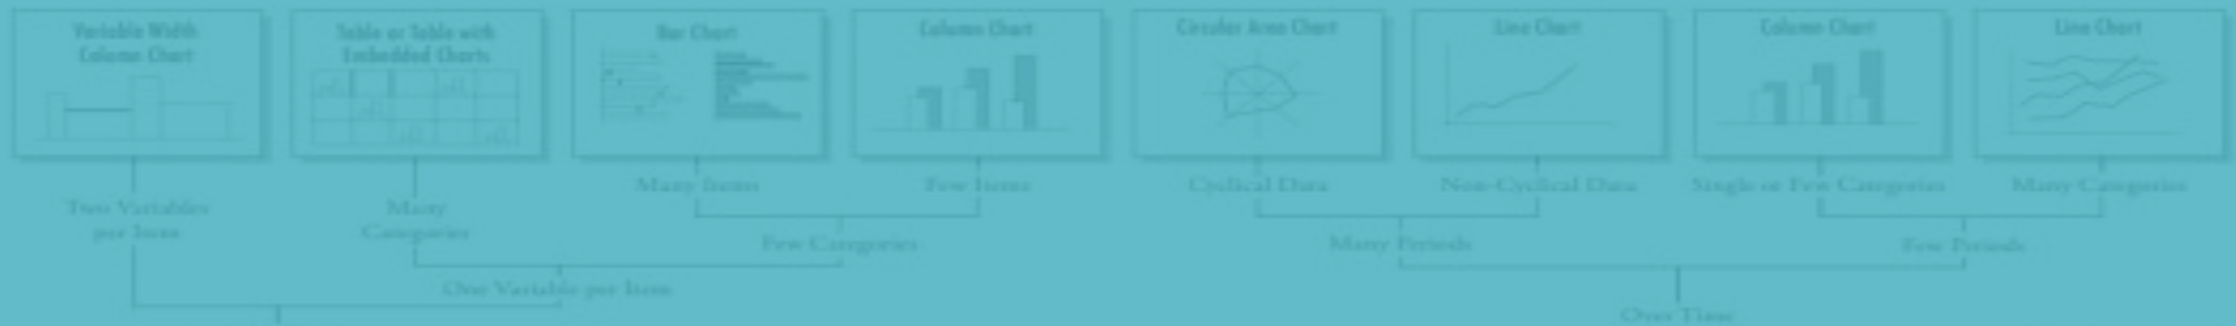 Variable Width
Column Chart
Table or Table with
Embedded Charts
Bar Chart
Column Chart
Circular Area Chart
Line Chart
Column Chart
Line Chart
Two Variables
per Item
Many
Categories
Many Items
Few Items
Cyclical Data
Non-Cyclical Data
Single or Few Categories
Many Categories
Few Categories
Many Periods
Few Periods
One Variable per Item
Over Time